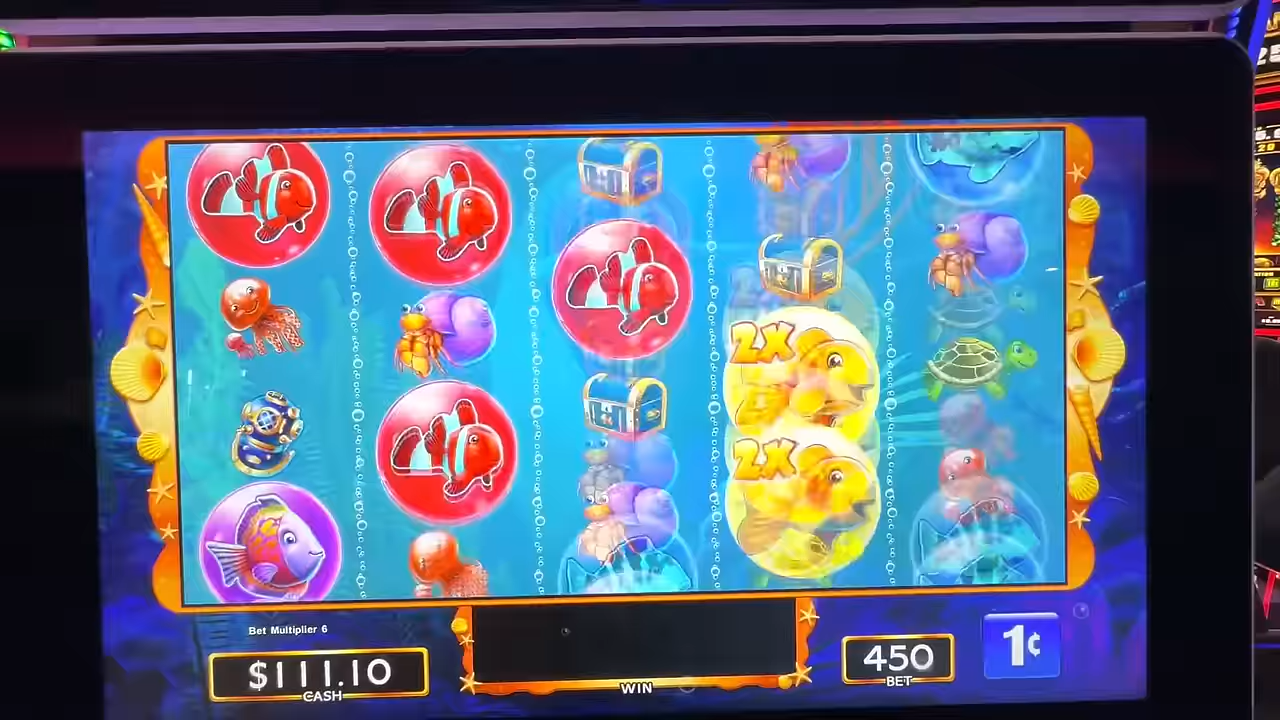 2X
2X
Bet Multiplier 6
$111.10
CASH
WIN
450
BET
1¢